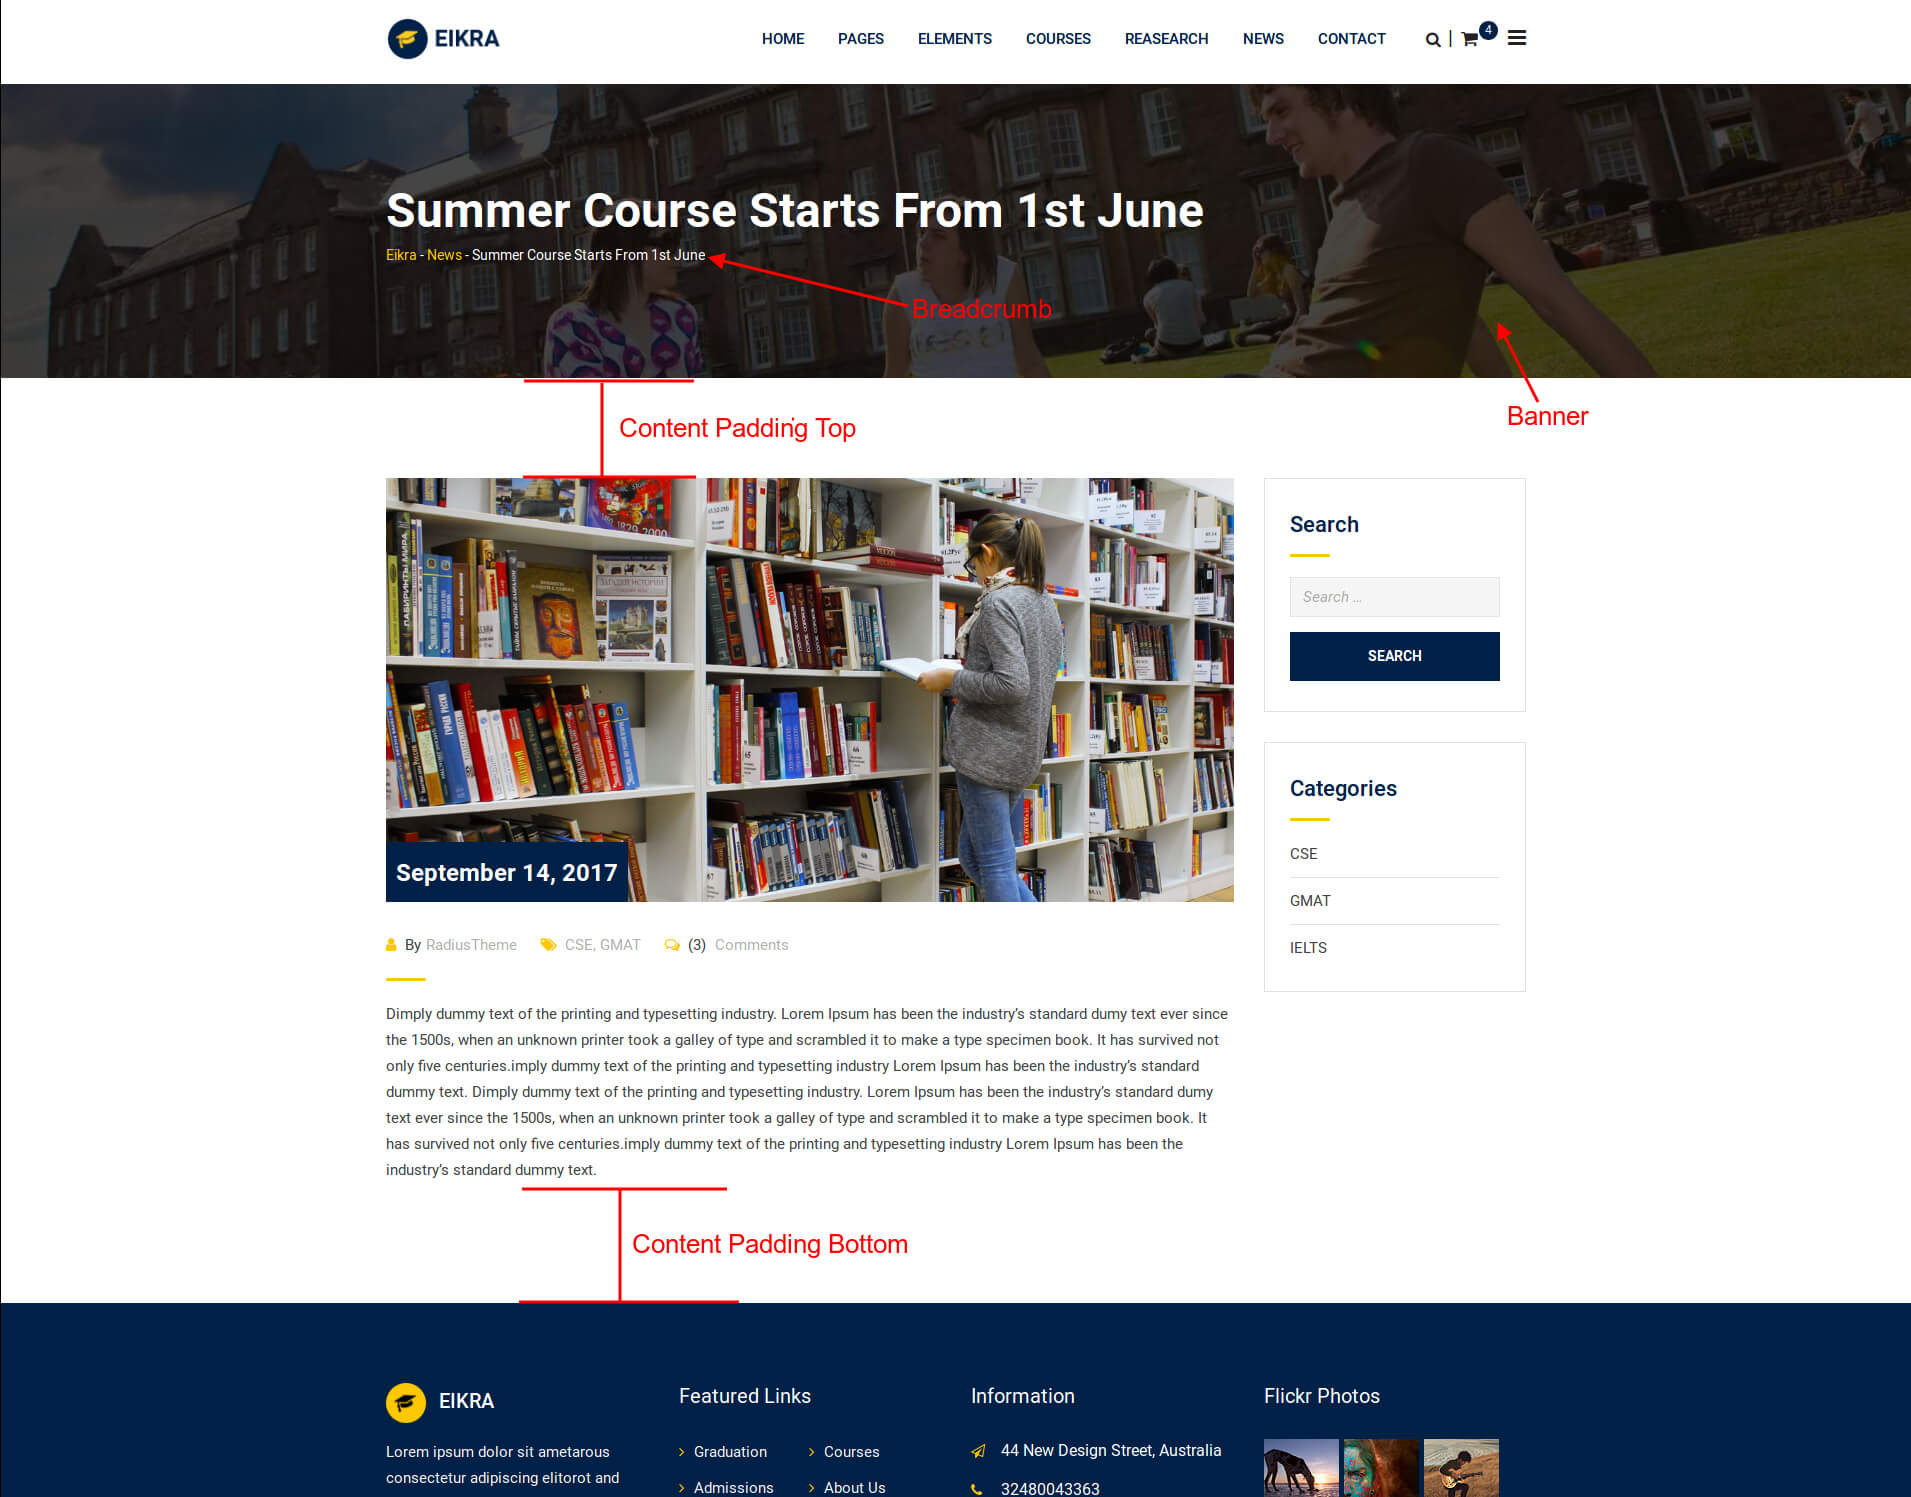 EIKRA
HOME PAGES ELEMENTS COURSES REASEARCH NEWS CONTACT 4
Summer Course Starts From 1st June
Eikra - News - Summer Course Starts From 1st June
Breadcrumb
Content Padding Top
Banner
Search
Search ...
SEARCH
Categories
CSE
GMAT
IELTS
September 14, 2017
By RadiusTheme CSE, GMAT (3) Comments
Dimply dummy text of the printing and typesetting industry. Lorem Ipsum has been the industry’s standard dumy text ever since
the 1500s, when an unknown printer took a galley of type and scrambled it to make a type specimen book. It has survived not
only five centuries.imply dummy text of the printing and typesetting industry Lorem Ipsum has been the industry’s standard
dummy text. Dimply dummy text of the printing and typesetting industry. Lorem Ipsum has been the industry’s standard dumy
text ever since the 1500s, when an unknown printer took a galley of type and scrambled it to make a type specimen book. It
has survived not only five centuries.imply dummy text of the printing and typesetting industry Lorem Ipsum has been the
industry’s standard dummy text.
Content Padding Bottom
EIKRA
Lorem ipsum dolor sit ametarous
consectetur adipiscing elitorot and
Featured Links
Graduation Courses
Admissions About Us
Information
44 New Design Street, Australia
32480043363
Flickr Photos